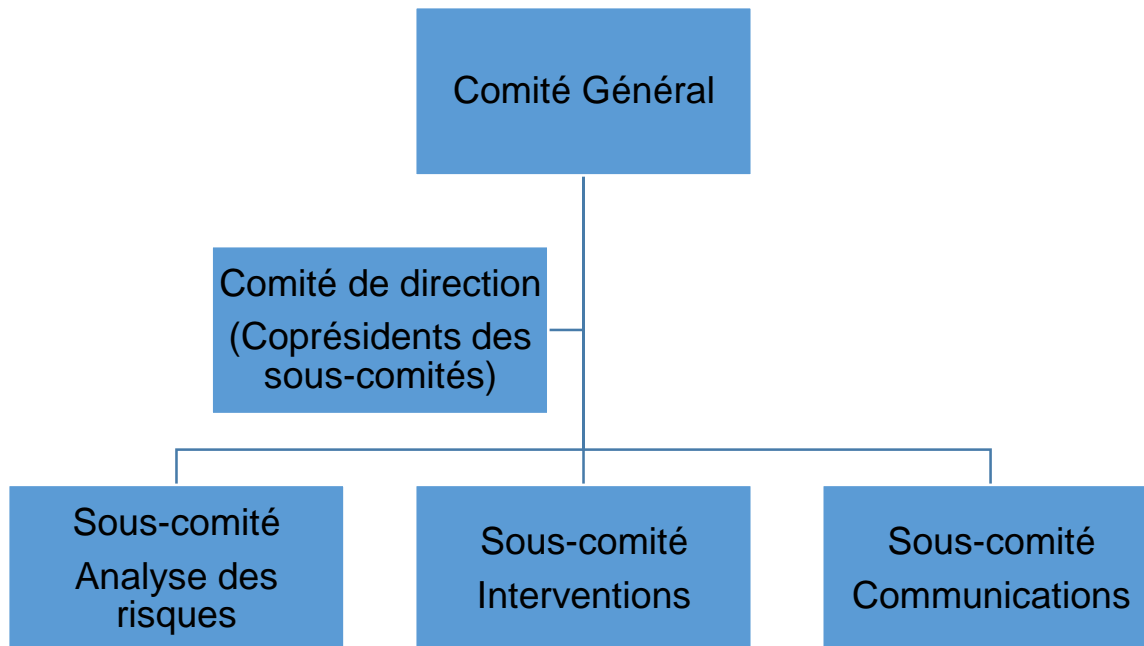 Comité Général
Comité de direction
(Coprésidents des
sous-comités)
Sous-comité
Analyse des
risques
Sous-comité
Interventions
Sous-comité
Communications